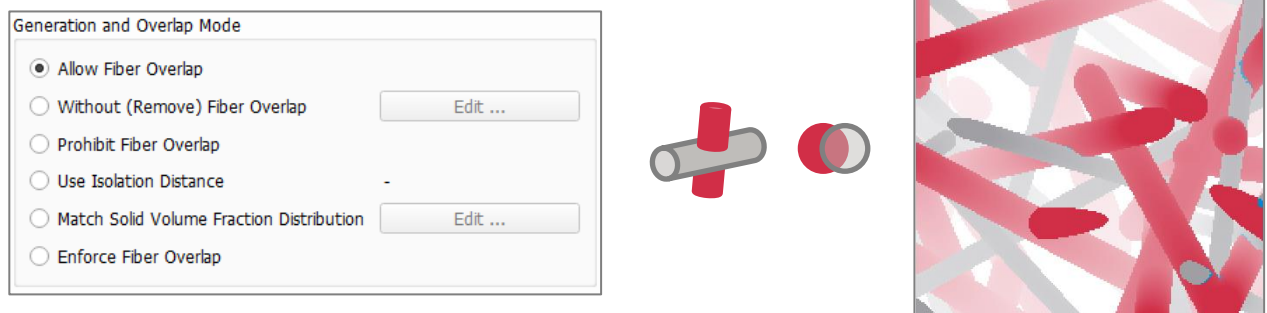 Generation and Overlap Mode
Allow Fiber Overlap
Without (Remove) Fiber Overlap Edit ...
Prohibit Fiber Overlap
Use Isolation Distance -
Match Solid Volume Fraction Distribution Edit ...
Enforce Fiber Overlap